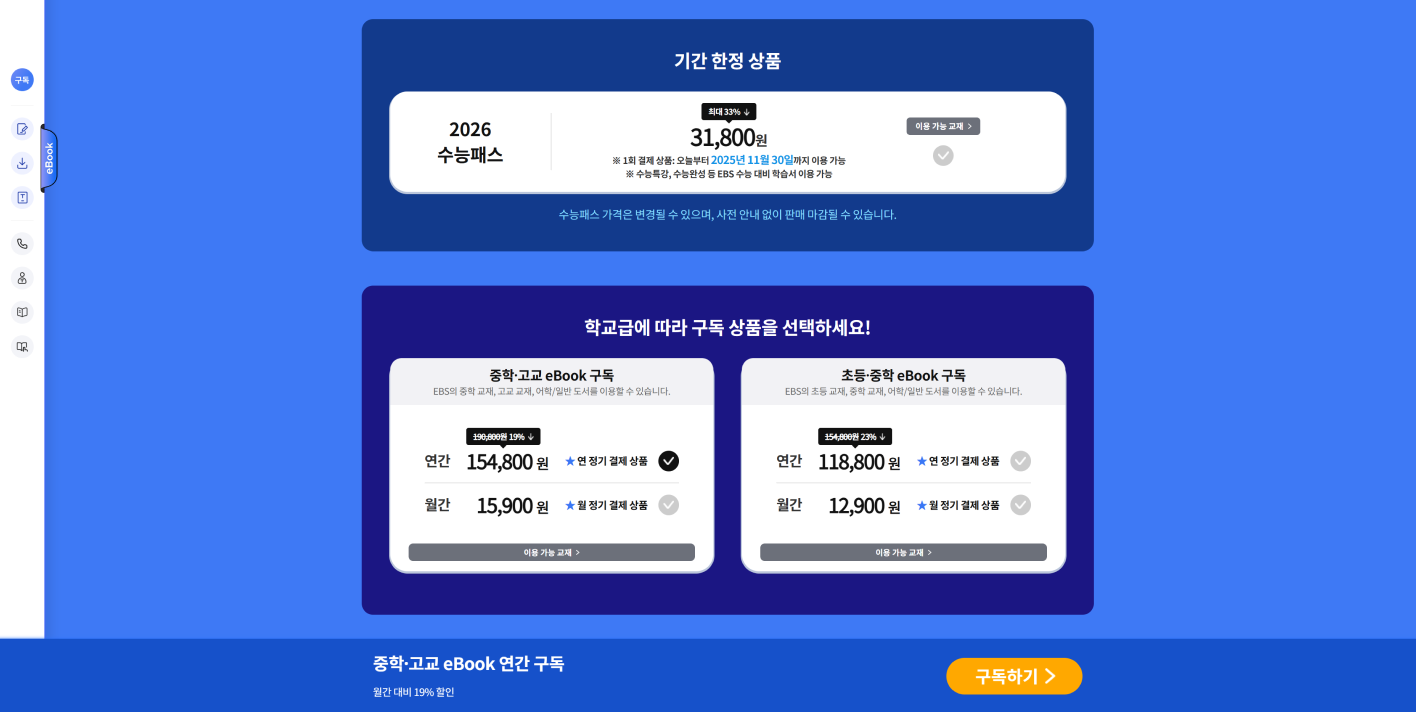 구독
eBook
기간 한정 상품
2026
수능패스
최대 33% ↓
31,800원
※ 1회 결제 상품: 오늘부터 2025년 11월 30일까지 이용 가능
※ 수능특강, 수능완성 등 EBS 수능 대비 학습서 이용 가능
이용 가능 교재 >
수능패스 가격은 변경될 수 있으며, 사전 안내 없이 판매 마감될 수 있습니다.
학교급에 따라 구독 상품을 선택하세요!
중학·고교 eBook 구독
EBS의 중학 교재, 고교 교재, 어학/일반 도서를 이용할 수 있습니다.
190,800원 19% ↓
연간 154,800 원 ★ 연 정기 결제 상품
월간 15,900 원 ★ 월 정기 결제 상품
이용 가능 교재 >
초등·중학 eBook 구독
EBS의 초등 교재, 중학 교재, 어학/일반 도서를 이용할 수 있습니다.
154,800원 23% ↓
연간 118,800 원 ★ 연 정기 결제 상품
월간 12,900 원 ★ 월 정기 결제 상품
이용 가능 교재 >
중학·고교 eBook 연간 구독
월간 대비 19% 할인
구독하기 >